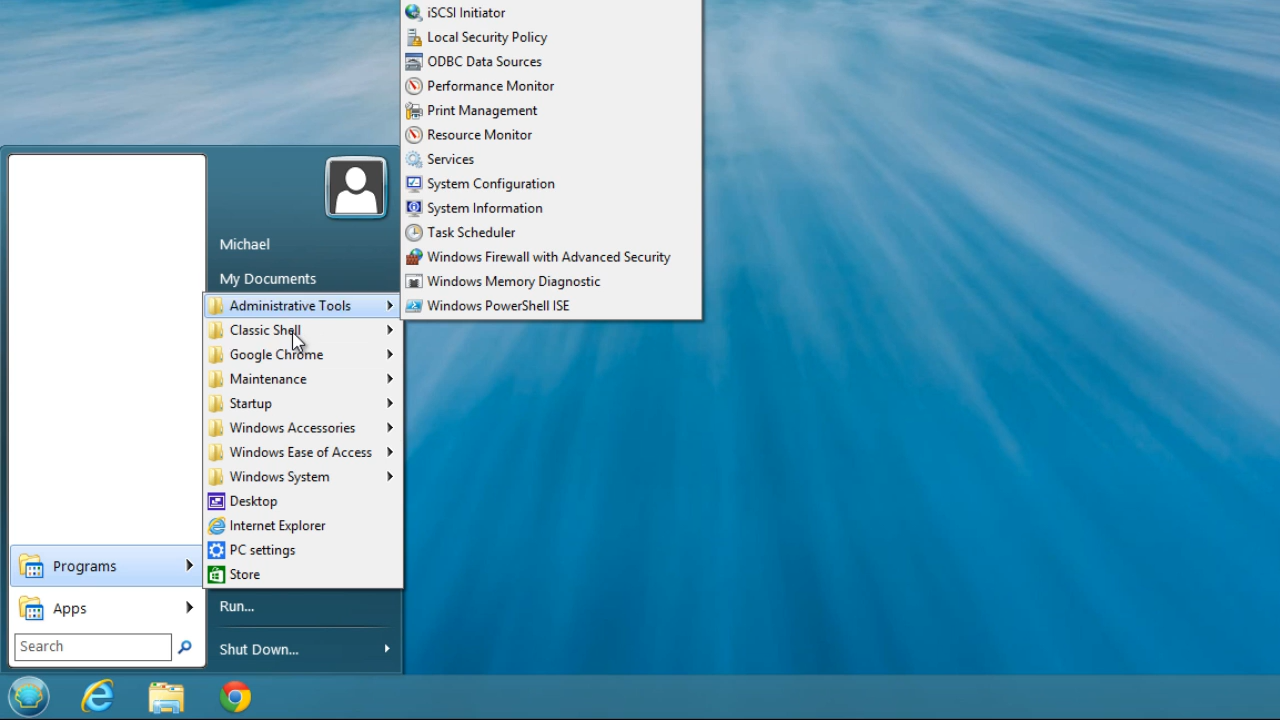 iSCSI Initiator
Local Security Policy
ODBC Data Sources
Performance Monitor
Print Management
Resource Monitor
Services
System Configuration
System Information
Task Scheduler
Windows Firewall with Advanced Security
Windows Memory Diagnostic
Windows PowerShell ISE
Michael
My Documents
Administrative Tools
Classic Shell
Google Chrome
Maintenance
Startup
Windows Accessories
Windows Ease of Access
Windows System
Desktop
Internet Explorer
PC settings
Store
Programs
Apps
Search
Run...
Shut Down...